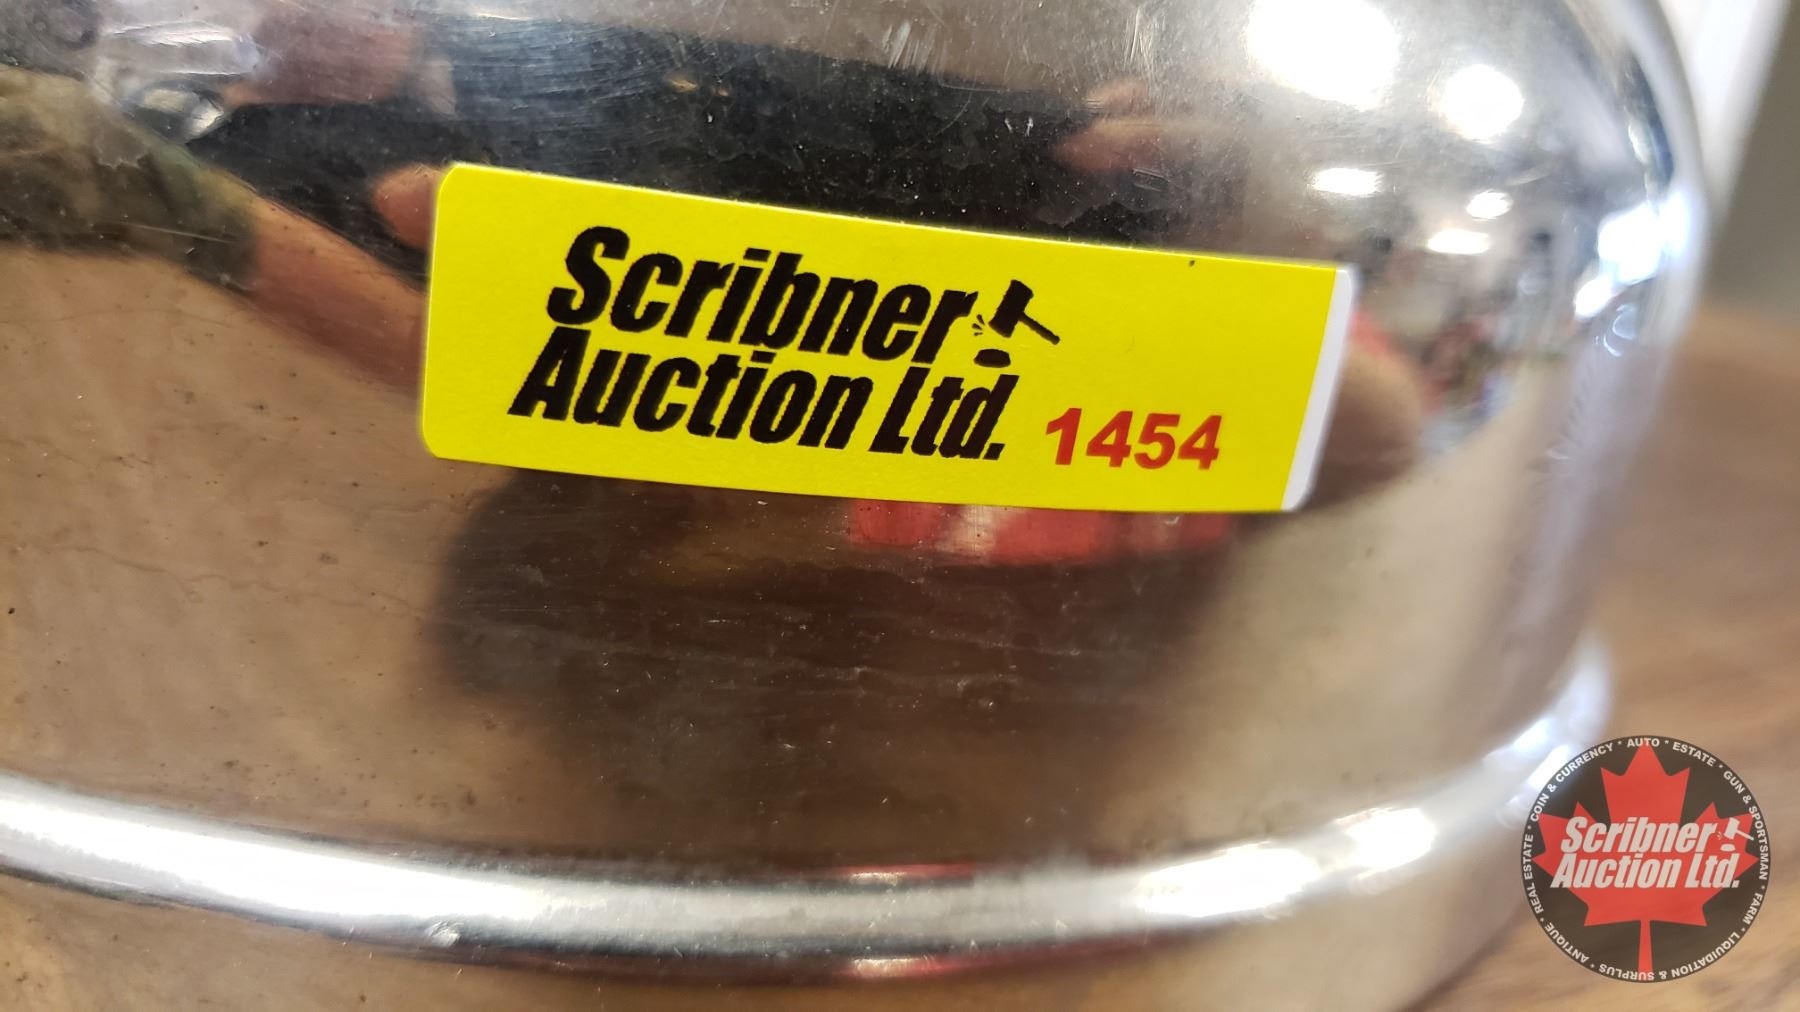 Scribner
Auction Ltd.
1454
REAL ESTATE * COIN & CURRENCY * AUTO * ESTATE * GUN & SPORTSMAN * FARM * LIQUIDATION & SURPLUS * ANTIQUE *
Scribner
Auction Ltd.